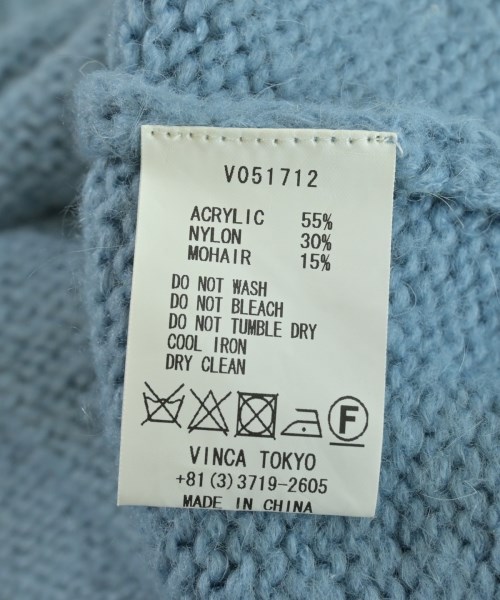 V051712
ACRYLIC 55%
NYLON 30%
MOHAIR 15%
DO NOT WASH
DO NOT BLEACH
DO NOT TUMBLE DRY
COOL IRON
DRY CLEAN
F
VINCA TOKYO
+81(3)3719-2605
MADE IN CHINA